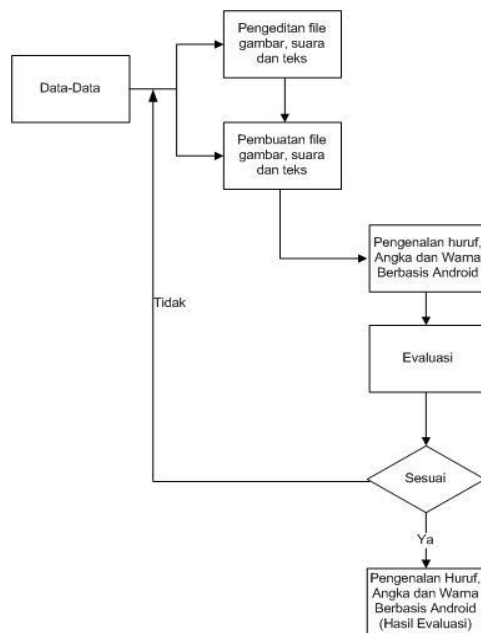 Pengeditan file
gambar, suara
dan teks
Data-Data
Pembuatan file
gambar, suara
dan teks
Pengenalan huruf,
Angka dan Warna
Berbasis Android
Tidak
Evaluasi
Sesuai
Ya
Pengenalan Huruf,
Angka dan Warna
Berbasis Android
(Hasil Evaluasi)